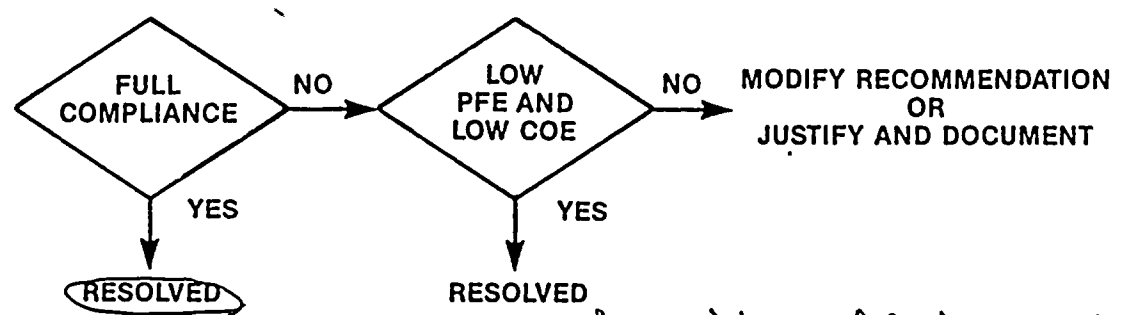 FULL
COMPLIANCE
NO
LOW
PFE AND
LOW COE
NO
MODIFY RECOMMENDATION
OR
JUSTIFY AND DOCUMENT
YES
YES
RESOLVED
RESOLVED